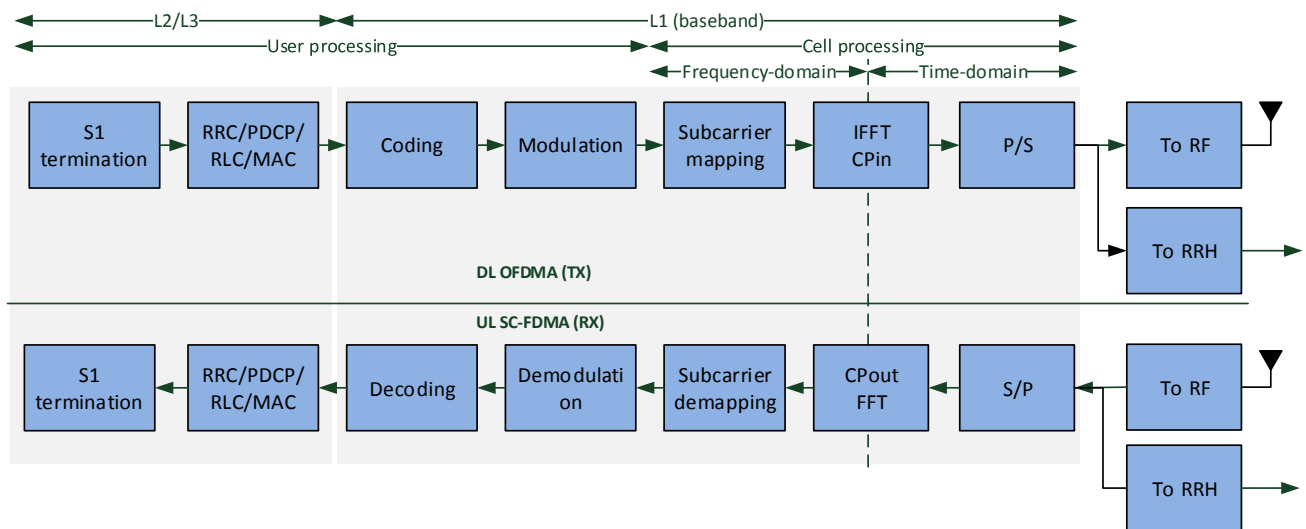 L2/L3
L1 (baseband)
User processing
Cell processing
Frequency-domain
Time-domain
S1
termination
RRC/PDCP/
RLC/MAC
Coding
Modulation
Subcarrier
mapping
IFFT
CPin
P/S
To RF
To RRH
DL OFDMA (TX)
UL SC-FDMA (RX)
S1
termination
RRC/PDCP/
RLC/MAC
Decoding
Demodulati
on
Subcarrier
demapping
CPout
FFT
S/P
To RF
To RRH